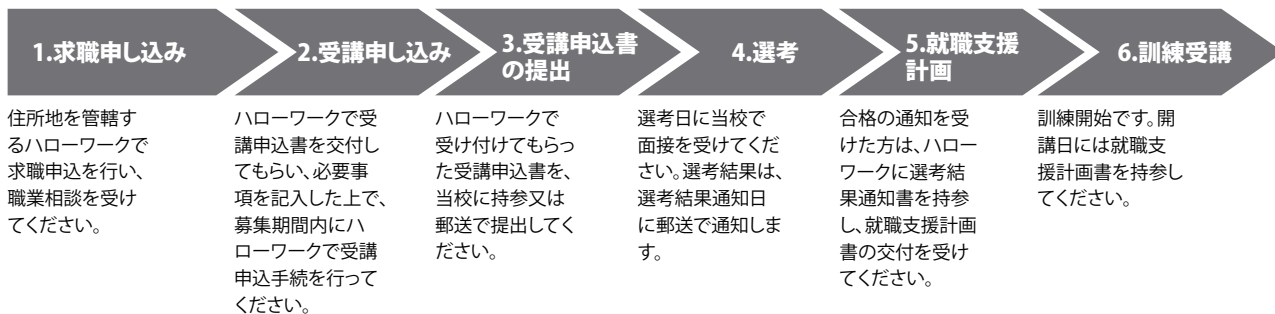 1.求職申し込み
住所地を管轄す
るハローワークで
求職申込を行い、
職業相談を受け
てください。
2.受講申し込み
ハローワークで受
講申込書を交付し
てもらい、必要事
項を記入した上で、
募集期間内にハ
ローワークで受講
申込手続を行って
ください。
3.受講申込書
の提出
ハローワークで
受け付けてもらっ
た受講申込書を、
当校に持参又は
郵送で提出してく
ださい。
4.選考
選考日に当校で
面接を受けてくだ
さい。選考結果は、
選考結果通知日
に郵送で通知しま
す。
5.就職支援
計画
合格の通知を受
けた方は、ハロー
ワークに選考結
果通知書を持参
し、就職支援計画
書の交付を受け
てください。
6.訓練受講
訓練開始です。開
講日には就職支
援計画書を持参し
てください。